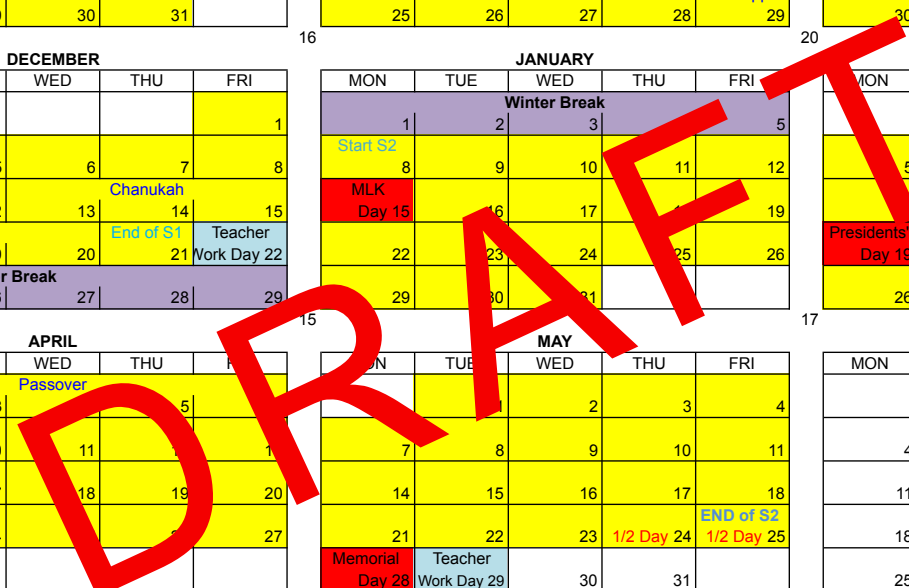 30 31 25 26 27 28 29 30
16 20
DECEMBER JANUARY
WED THU FRI MON TUE WED THU FRI MON
Winter Break
1 1 2 3 5
Start S2
6 7 8 8 9 10 11 12 5
Chanukah MLK
13 14 15 Day 15 16 17 19
End of S1 Teacher Presidents'
20 21 Work Day 22 22 23 24 25 26 Day 19
r Break
27 28 29 29 30 31 26
15 17
APRIL MAY
WED THU TUE WED THU FRI MON
Passover
5 1 2 3 4
11 7 8 9 10 11 4
18 19 20 14 15 16 17 18 11
END of S2
27 21 22 23 1/2 Day 24 1/2 Day 25 18
Memorial Teacher
Day 28 Work Day 29 30 31 25
DRAFT